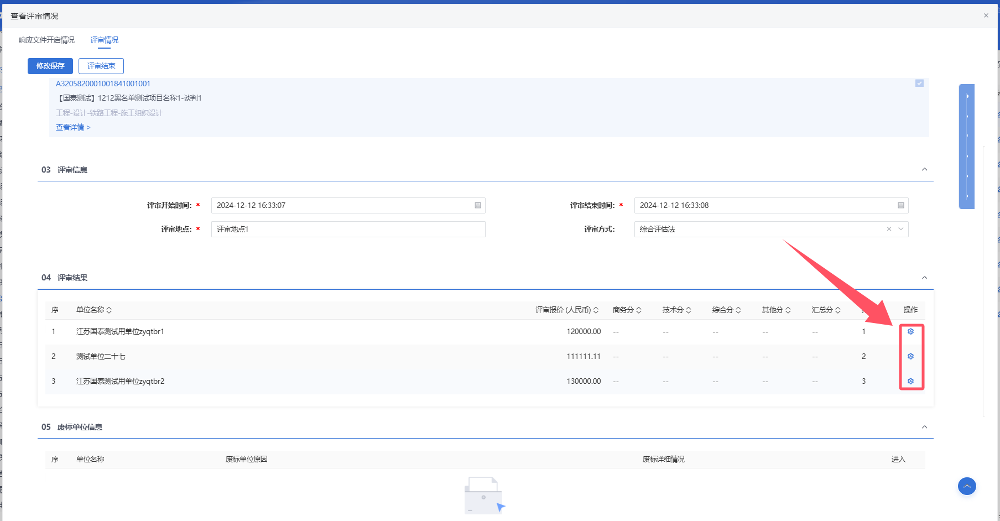 查看评审情况
响应文件开启情况 评审情况
修改保存 评审结束
A3205820001001841001001
【国泰测试】1212黑名单测试项目名称1-谈判1
工程-设计-铁路工程-施工组织设计
查看详情 >
03 评审信息
评审开始时间： * 2024-12-12 16:33:07 评审结束时间： * 2024-12-12 16:33:08
评审地点： * 评审地点1 评审方式： 综合评估法
04 评审结果
序 单位名称 评审报价 (人民币) 商务分 技术分 综合分 其他分 汇总分 操作
1 江苏国泰测试用单位zyqtbr1 120000.00 -- -- -- -- -- 1
2 测试单位二十七 111111.11 -- -- -- -- -- 2
3 江苏国泰测试用单位zyqtbr2 130000.00 -- -- -- -- -- 3
05 废标单位信息
序 单位名称 废标单位原因 废标详细情况 进入